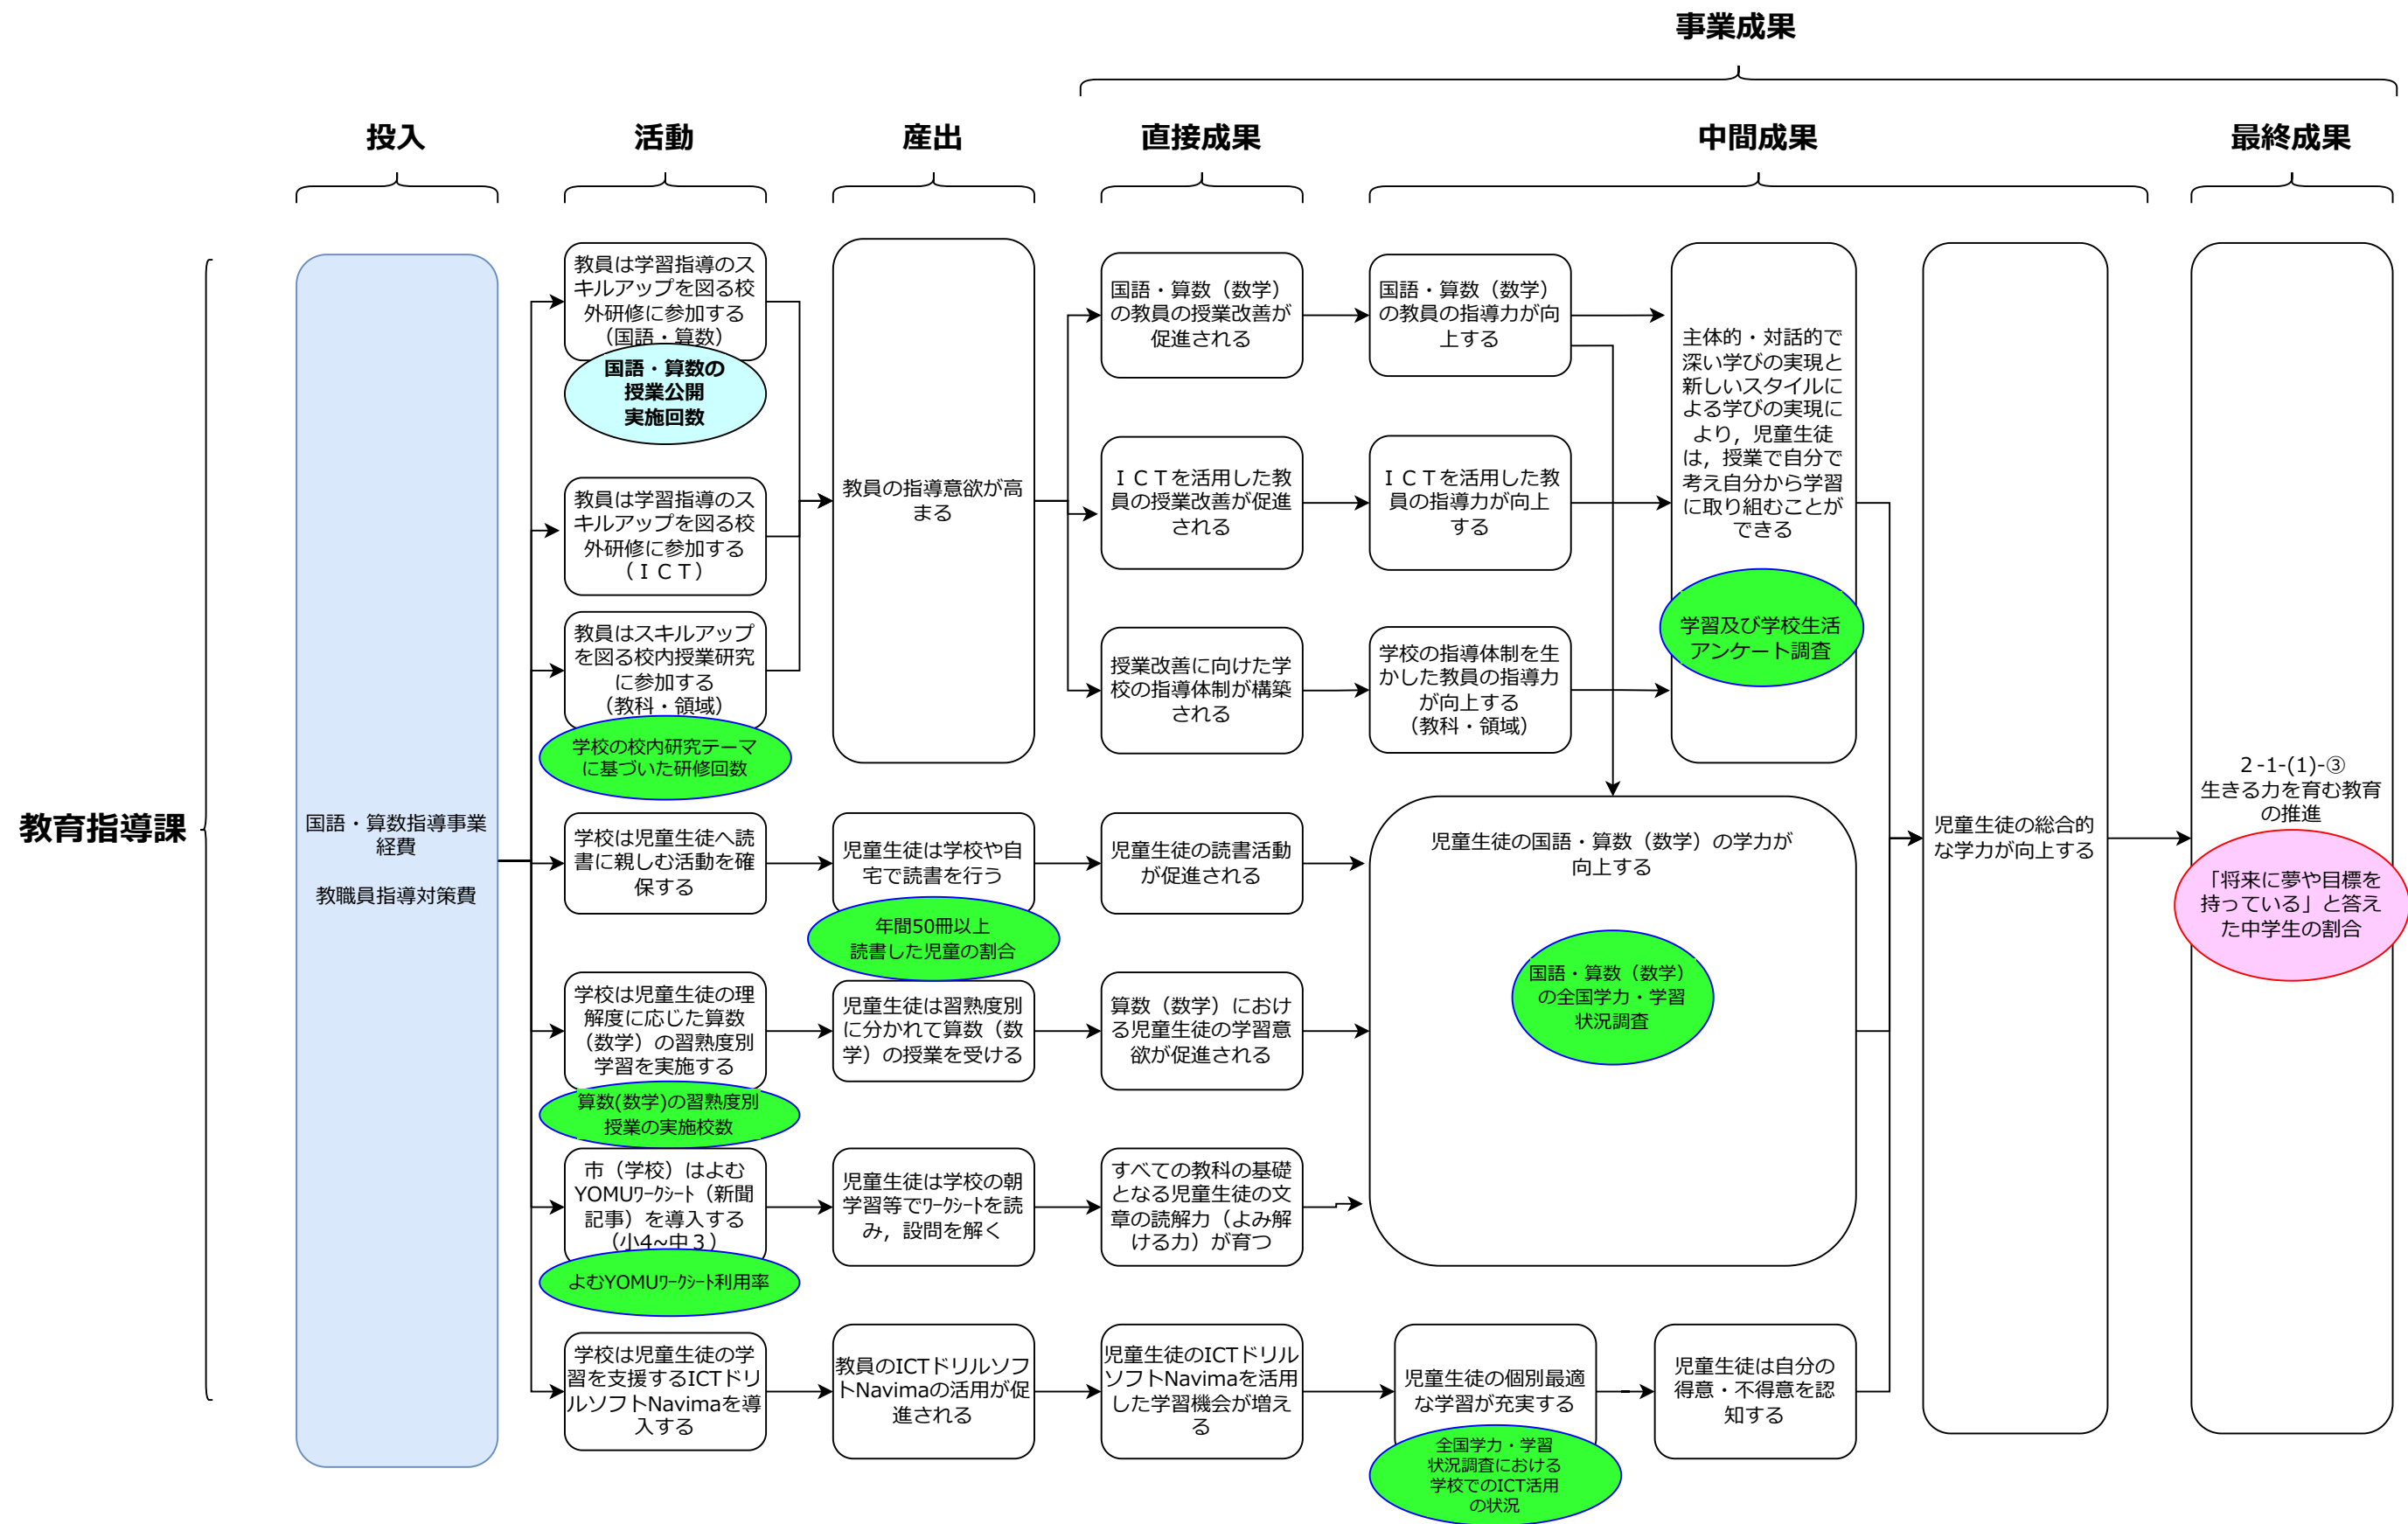 事業成果
投入
活動
産出
直接成果
中間成果
最終成果
教育指導課
国語・算数指導事業
経費
教職員指導対策費
教員は学習指導のス
キルアップを図る校
外研修に参加する
（国語・算数）
国語・算数の
授業公開
実施回数
教員は学習指導のス
キルアップを図る校
外研修に参加する
（ＩＣＴ）
教員はスキルアップ
を図る校内授業研究
に参加する
（教科・領域）
学校の校内研究テーマ
に基づいた研修回数
学校は児童生徒へ読
書に親しむ活動を確
保する
学校は児童生徒の理
解度に応じた算数
（数学）の習熟度別
学習を実施する
算数(数学)の習熟度別
授業の実施校数
市（学校）はよむ
YOMUﾜｰｸｼｰﾄ（新聞
記事）を導入する
（小4~中３）
よむYOMUﾜｰｸｼｰﾄ利用率
学校は児童生徒の学
習を支援するICTドリ
ルソフトNavimaを導
入する
教員の指導意欲が高
まる
児童生徒は学校や自
宅で読書を行う
年間50冊以上
読書した児童の割合
児童生徒は習熟度別
に分かれて算数（数
学）の授業を受ける
児童生徒は学校の朝
学習等でﾜｰｸｼｰﾄを読
み，設問を解く
教員のICTドリルソフ
トNavimaの活用が促
進される
国語・算数（数学）
の教員の授業改善が
促進される
ＩＣＴを活用した教
員の授業改善が促進
される
授業改善に向けた学
校の指導体制が構築
される
児童生徒の読書活動
が促進される
算数（数学）におけ
る児童生徒の学習意
欲が促進される
すべての教科の基礎
となる児童生徒の文
章の読解力（よみ解
ける力）が育つ
児童生徒のICTドリル
ソフトNavimaを活用
した学習機会が増え
る
国語・算数（数学）
の教員の指導力が向
上する
ＩＣＴを活用した教
員の指導力が向上
する
学校の指導体制を生
かした教員の指導力
が向上する
（教科・領域）
主体的・対話的で
深い学びの実現と
新しいスタイルに
よる学びの実現に
より，児童生徒
は，授業で自分で
考え自分から学習
に取り組むことが
できる
学習及び学校生活
アンケート調査
児童生徒の国語・算数（数学）の学力が
向上する
国語・算数（数学）
の全国学力・学習
状況調査
児童生徒の個別最適
な学習が充実する
全国学力・学習
状況調査における
学校でのICT活用
の状況
児童生徒は自分の
得意・不得意を認
知する
児童生徒の総合的
な学力が向上する
２-1-(1)-③
生きる力を育む教育
の推進
「将来に夢や目標を
持っている」と答え
た中学生の割合